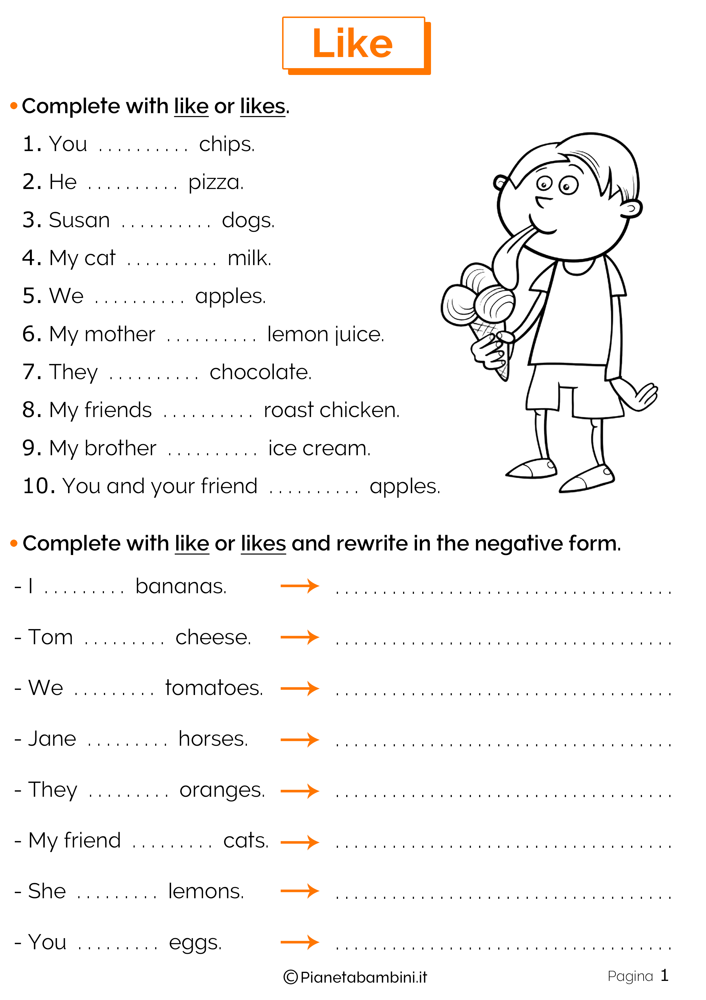 Like
• Complete with like or likes.
1. You . . . . . . . . . . chips.
2. He . . . . . . . . . . pizza.
3. Susan . . . . . . . . . . dogs.
4. My cat . . . . . . . . . . milk.
5. We . . . . . . . . . . apples.
6. My mother . . . . . . . . . . lemon juice.
7. They . . . . . . . . . . chocolate.
8. My friends . . . . . . . . . . roast chicken.
9. My brother . . . . . . . . . . ice cream.
10. You and your friend . . . . . . . . . . apples.
• Complete with like or likes and rewrite in the negative form.
- I . . . . . . . . . bananas. → . . . . . . . . . . . . . . . . . . . . . . . . . . . . . . . . . . . .
- Tom . . . . . . . . . cheese. → . . . . . . . . . . . . . . . . . . . . . . . . . . . . . . . . . . . .
- We . . . . . . . . . tomatoes. → . . . . . . . . . . . . . . . . . . . . . . . . . . . . . . . . . . . .
- Jane . . . . . . . . . horses. → . . . . . . . . . . . . . . . . . . . . . . . . . . . . . . . . . . . .
- They . . . . . . . . . oranges. → . . . . . . . . . . . . . . . . . . . . . . . . . . . . . . . . . . . .
- My friend . . . . . . . . . cats. → . . . . . . . . . . . . . . . . . . . . . . . . . . . . . . . . . . . .
- She . . . . . . . . . lemons. → . . . . . . . . . . . . . . . . . . . . . . . . . . . . . . . . . . . .
- You . . . . . . . . . eggs. → . . . . . . . . . . . . . . . . . . . . . . . . . . . . . . . . . . . .
©Pianetabambini.it
Pagina 1